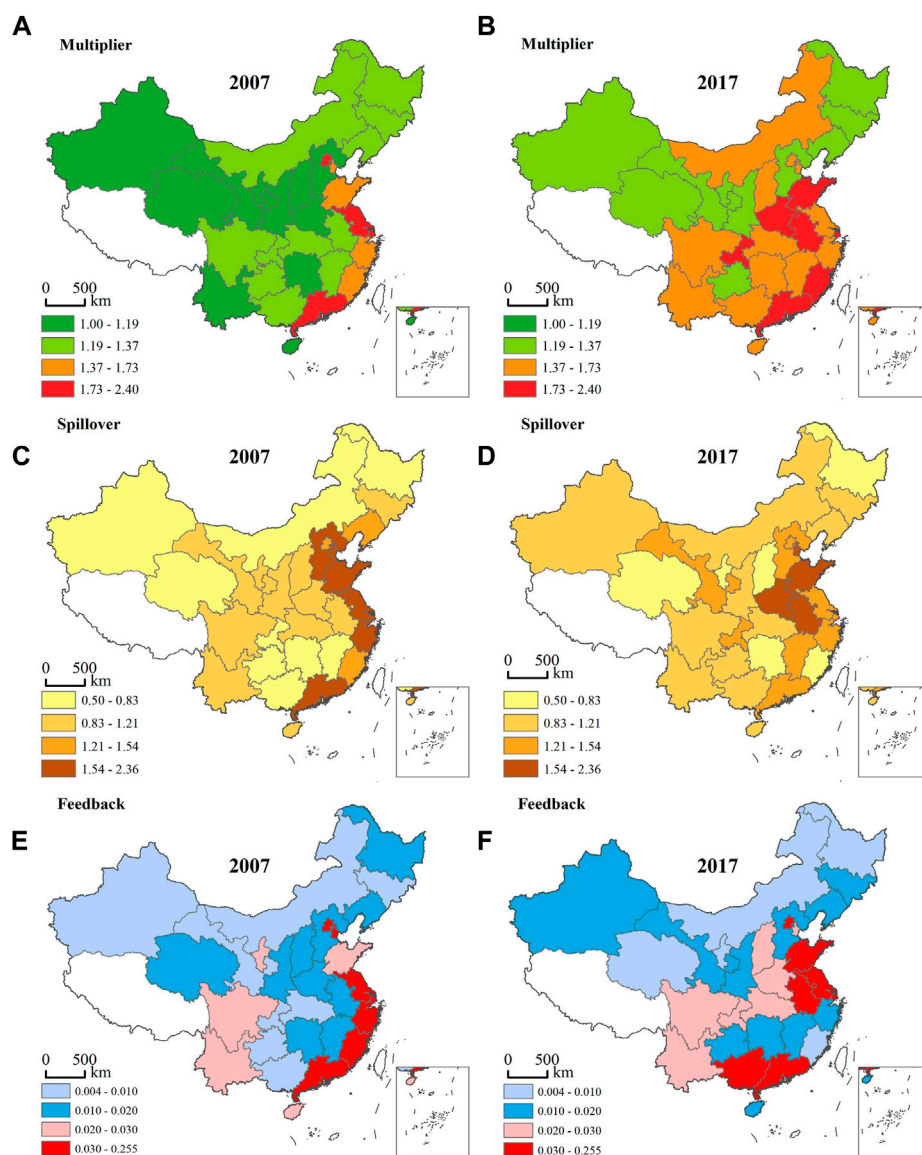 A
Multiplier
2007
0 500
km
1.00 - 1.19
1.19 - 1.37
1.37 - 1.73
1.73 - 2.40
B
Multiplier
2017
0 500
km
1.00 - 1.19
1.19 - 1.37
1.37 - 1.73
1.73 - 2.40
C
Spillover
2007
0 500
km
0.50 - 0.83
0.83 - 1.21
1.21 - 1.54
1.54 - 2.36
D
Spillover
2017
0 500
km
0.50 - 0.83
0.83 - 1.21
1.21 - 1.54
1.54 - 2.36
E
Feedback
2007
0 500
km
0.004 - 0.010
0.010 - 0.020
0.020 - 0.030
0.030 - 0.255
F
Feedback
2017
0 500
km
0.004 - 0.010
0.010 - 0.020
0.020 - 0.030
0.030 - 0.255